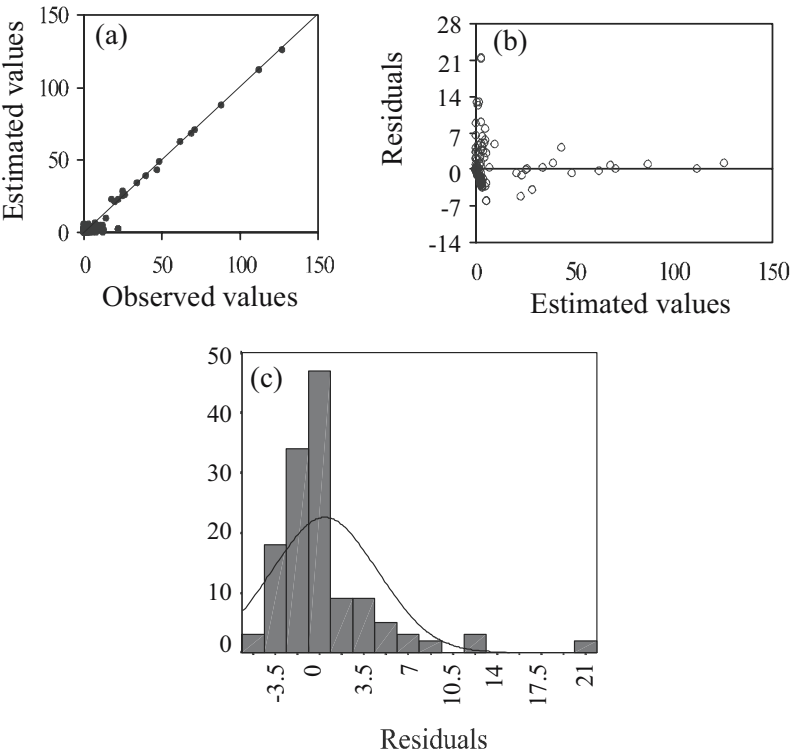 (a)
Estimated values
150
100
50
0
0 50 100 150
Observed values
(b)
Residuals
28
21
14
7
0
-7
-14
0 50 100 150
Estimated values
(c)
50
40
30
20
10
0
-3.5 0 3.5 7 10.5 14 17.5 21
Residuals